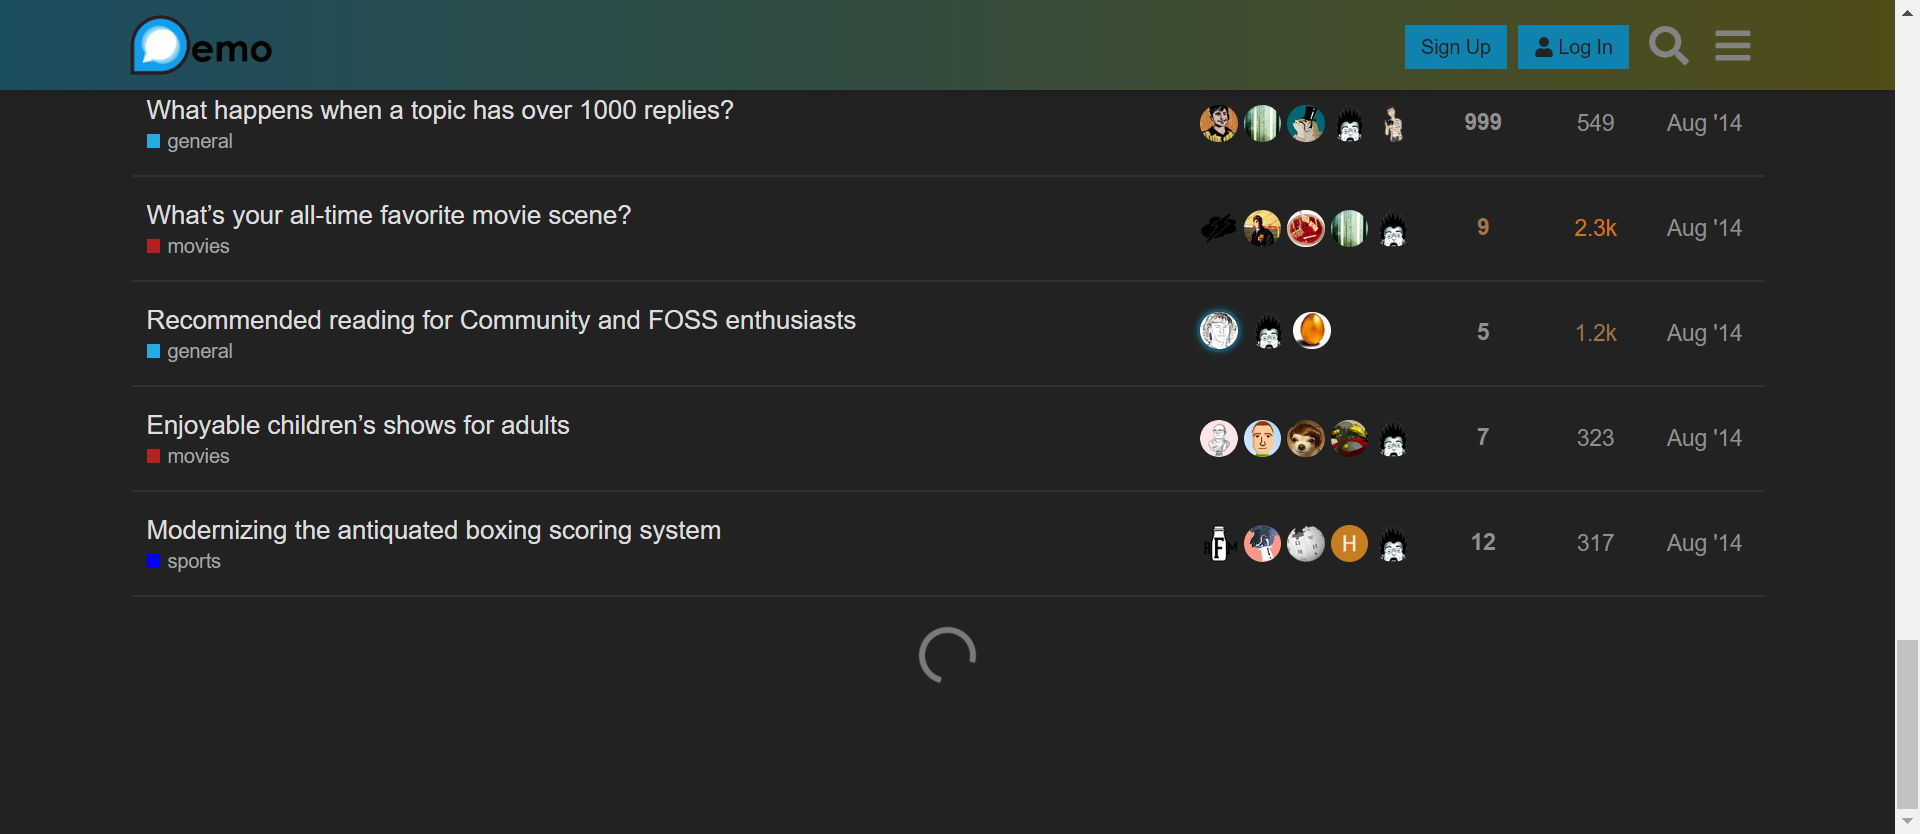 emo
Sign Up
Log In
What happens when a topic has over 1000 replies?
general
999 549 Aug '14
What’s your all-time favorite movie scene?
movies
9 2.3k Aug '14
Recommended reading for Community and FOSS enthusiasts
general
5 1.2k Aug '14
Enjoyable children’s shows for adults
movies
7 323 Aug '14
Modernizing the antiquated boxing scoring system
sports
RFM
H
12 317 Aug '14